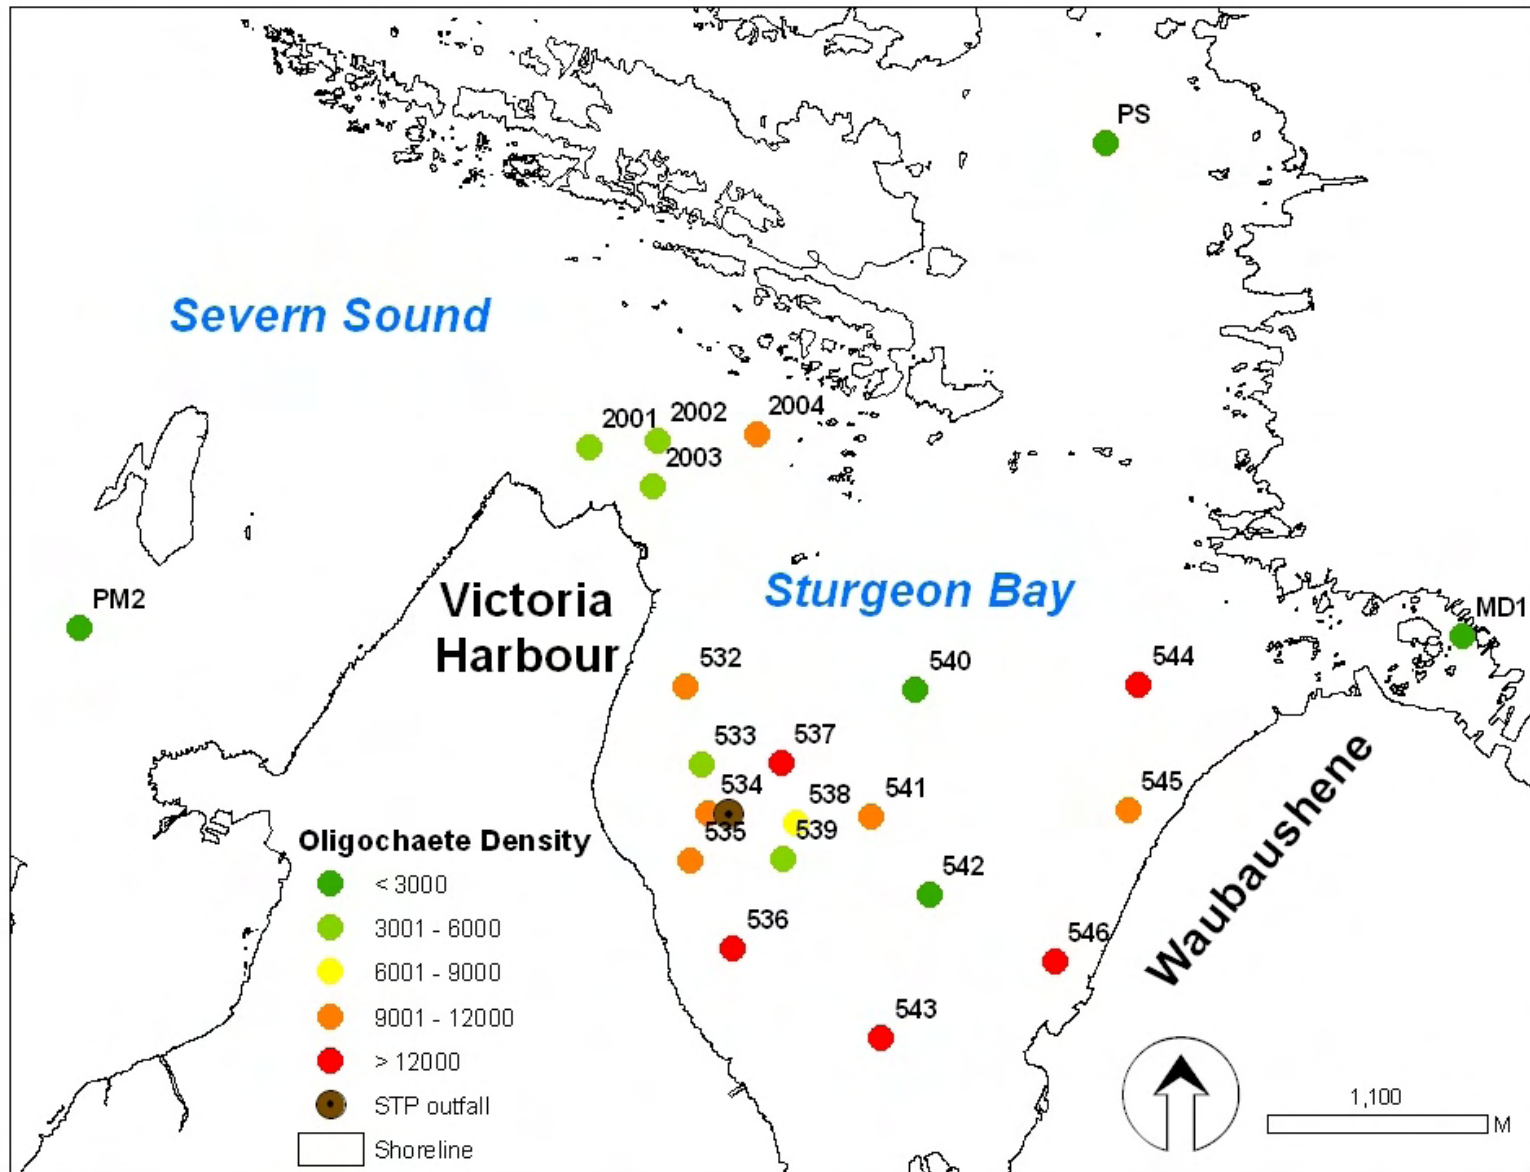 PS
Severn Sound
2001
2002
2004
2003
PM2
Victoria
Harbour
Sturgeon Bay
MD1
532
540
544
533
537
534
538
541
545
535
539
542
536
546
543
Waubaushene
Oligochaete Density
< 3000
3001 - 6000
6001 - 9000
9001 - 12000
> 12000
STP outfall
Shoreline
1,100
M